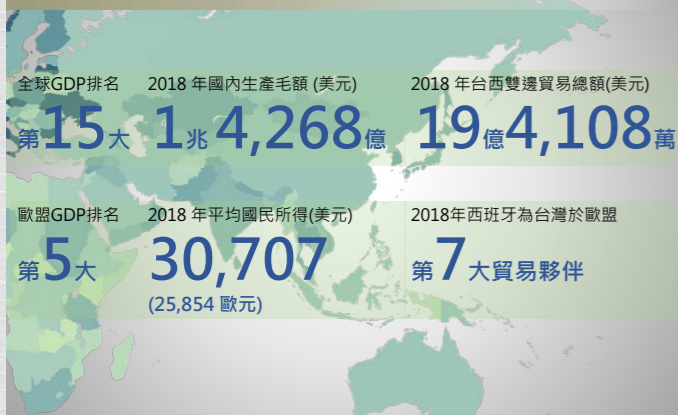 全球GDP排名
第15大
2018 年國內生產毛額 (美元)
1兆 4,268億
2018 年台西雙邊貿易總額(美元)
19億4,108萬
歐盟GDP排名
第5大
2018 年平均國民所得(美元)
30,707
(25,854 歐元)
2018年西班牙為台灣於歐盟
第7大貿易夥伴